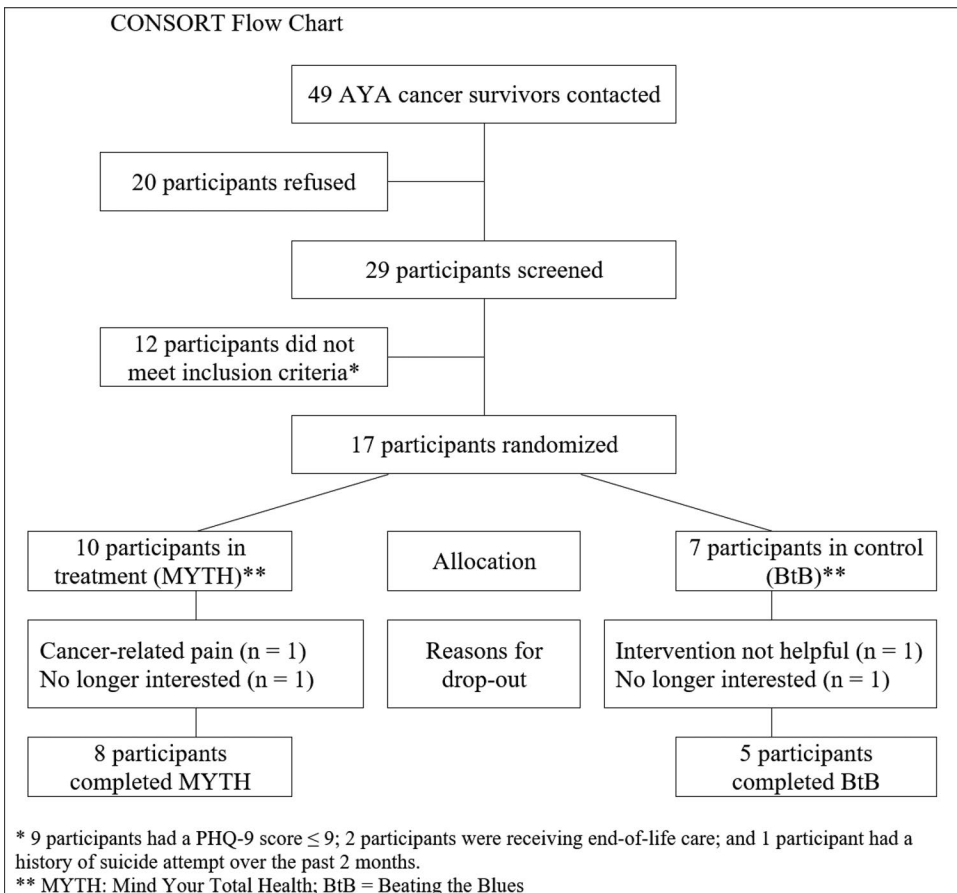 CONSORT Flow Chart
49 AYA cancer survivors contacted
20 participants refused
29 participants screened
12 participants did not
meet inclusion criteria*
17 participants randomized
10 participants in
treatment (MYTH)**
Allocation
7 participants in control
(BtB)**
Cancer-related pain (n = 1)
No longer interested (n = 1)
Reasons for
drop-out
Intervention not helpful (n = 1)
No longer interested (n = 1)
8 participants
completed MYTH
5 participants
completed BtB
* 9 participants had a PHQ-9 score ≤ 9; 2 participants were receiving end-of-life care; and 1 participant had a
history of suicide attempt over the past 2 months.
** MYTH: Mind Your Total Health; BtB = Beating the Blues